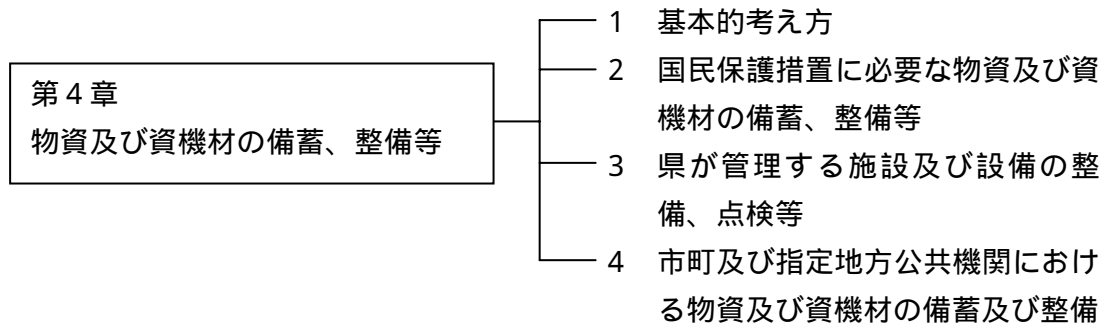 第４章
物資及び資機材の備蓄、整備等
1 基本的考え方
2 国民保護措置に必要な物資及び資
機材の備蓄、整備等
3 県が管理する施設及び設備の整
備、点検等
4 市町及び指定地方公共機関におけ
る物資及び資機材の備蓄及び整備